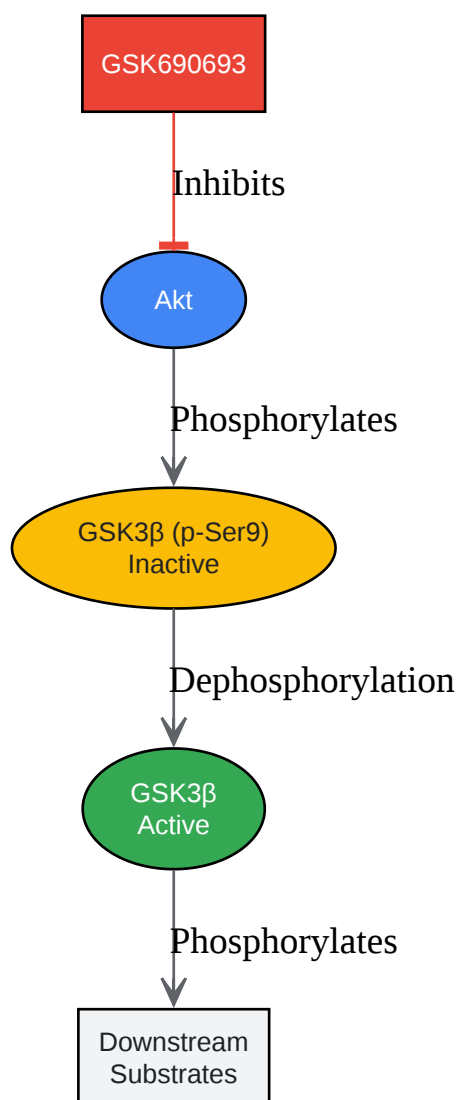 GSK690693
Inhibits
Akt
Phosphorylates
GSK3β (p-Ser9)
Inactive
Dephosphorylation
GSK3β
Active
Phosphorylates
Downstream
Substrates